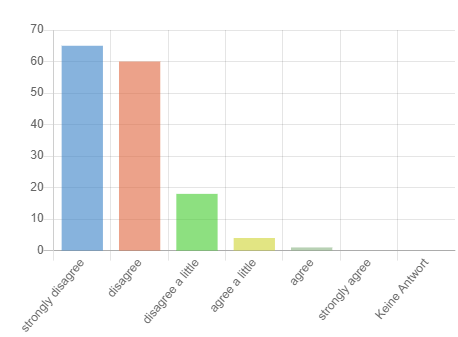 70
60
50
40
30
20
10
0
strongly disagree
disagree
disagree a little
agree a little
agree
strongly agree
Keine Antwort